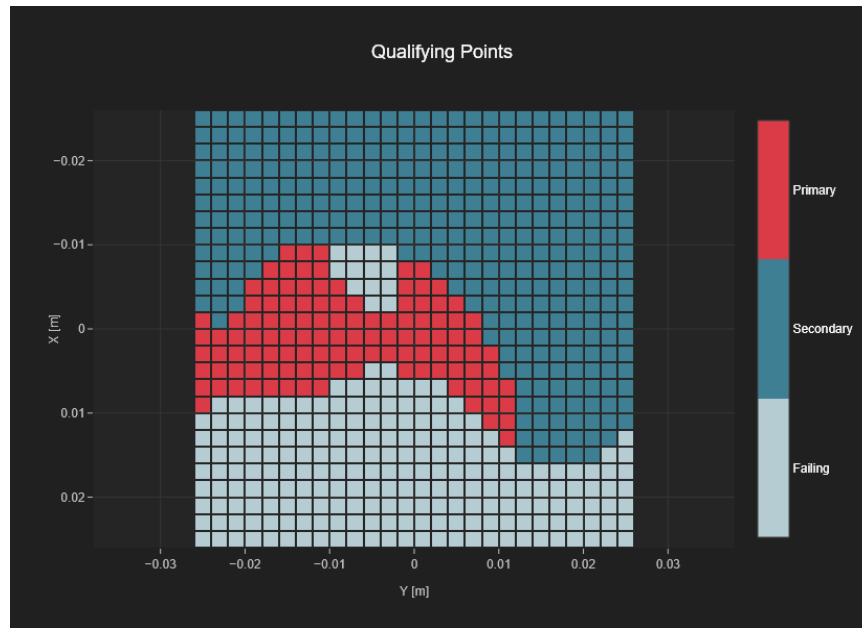 Qualifying Points
−0.02
−0.01
0
0.01
0.02
X [m]
−0.03
−0.02
−0.01
0
0.01
0.02
0.03
Y [m]
Primary
Secondary
Failing